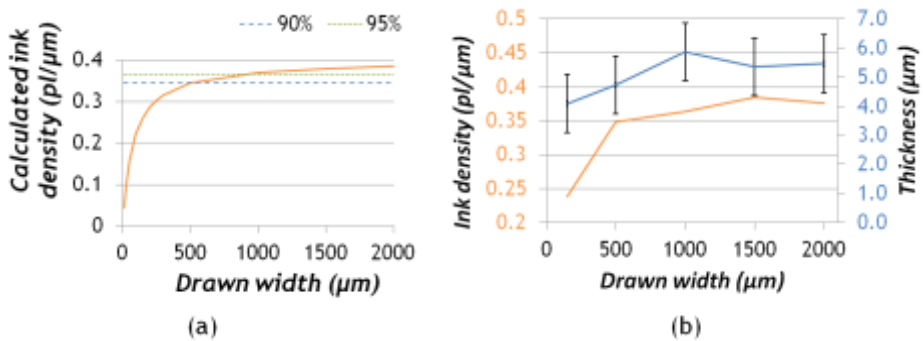 90% 95%
Calculated ink
density (pl/µm)
0.4
0.3
0.2
0.1
0
0 500 1000 1500 2000
Drawn width (µm)
(a)
Ink density (pl/µm)
0.5
0.45
0.4
0.35
0.3
0.25
0.2
7.0
6.0
5.0
4.0
3.0
2.0
1.0
0.0
Thickness (µm)
0 500 1000 1500 2000
Drawn width (µm)
(b)